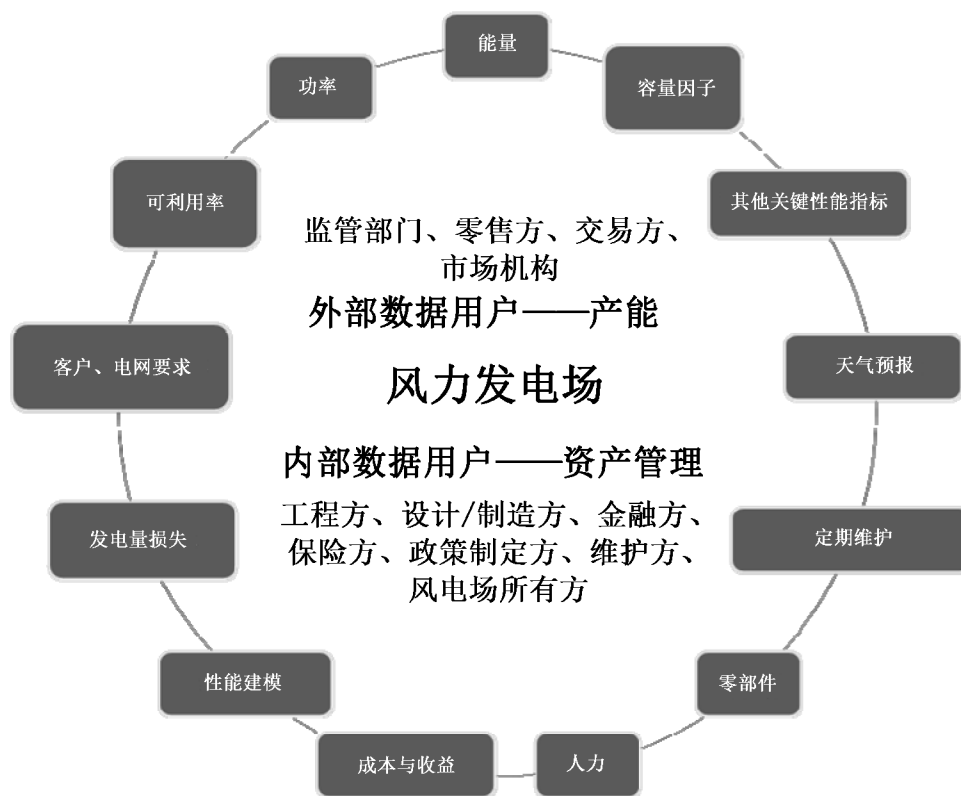 能量
功率
容量因子
可利用率
其他关键性能指标
监管部门、零售方、交易方、
市场机构
外部数据用户——产能
客户、电网要求
风力发电场
天气预报
内部数据用户——资产管理
工程方、设计/制造方、金融方、
保险方、政策制定方、维护方、
风电场所有方
发电量损失
定期维护
性能建模
零部件
成本与收益
人力